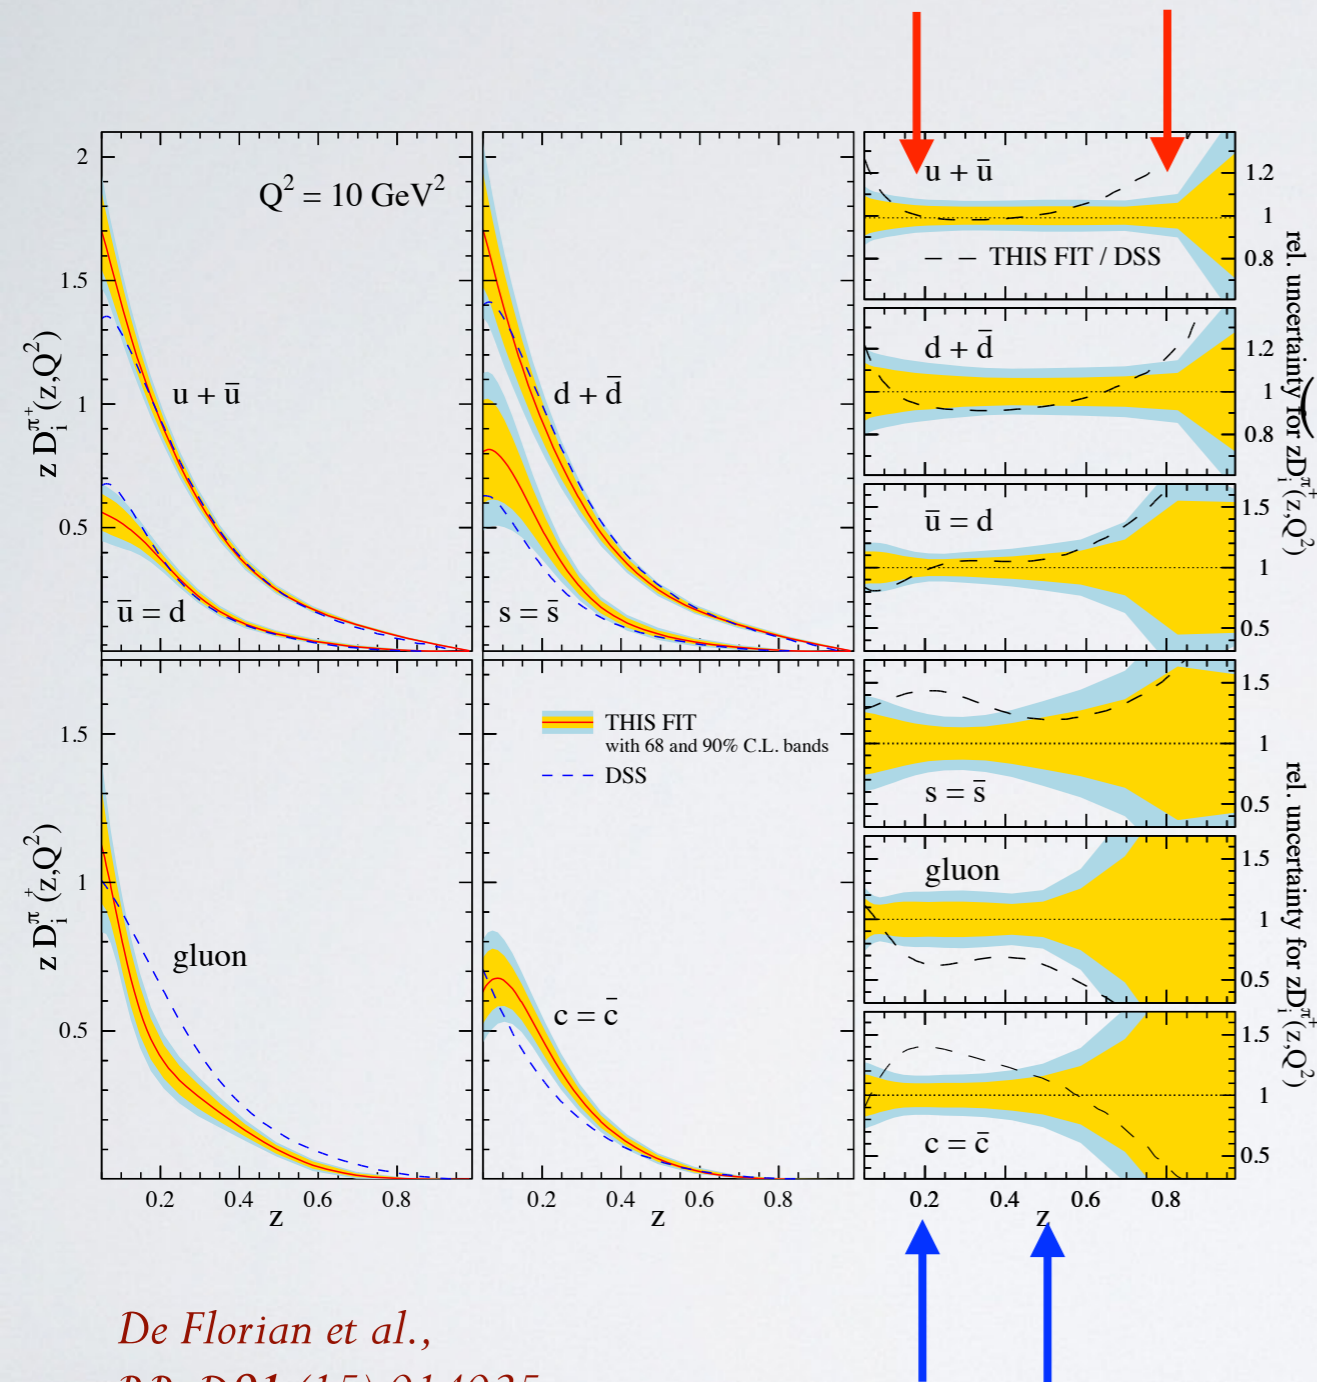 Q² = 10 GeV²
2
1.5
1
0.5
z D_i^{π⁺}(z,Q²)
u + ū
ū = d
d + d̄
s = s̄
u + ū
THIS FIT / DSS
1.2
1
0.8
d + d̄
1.2
1
0.8
ū = d
1.5
1
0.5
rel. uncertainty for zD_i^{π⁺}(z,Q²)
1.5
1
0.5
z D_i^{π⁺}(z,Q²)
gluon
0.2 0.4 0.6 0.8
z
THIS FIT
with 68 and 90% C.L. bands
DSS
c = c̄
0.2 0.4 0.6 0.8
z
s = s̄
1.5
1
0.5
gluon
1.5
1
0.5
c = c̄
1.5
1
0.5
0.2 0.4 0.6 0.8
z
rel. uncertainty for zD_i^{π⁺}(z,Q²)
De Florian et al.,